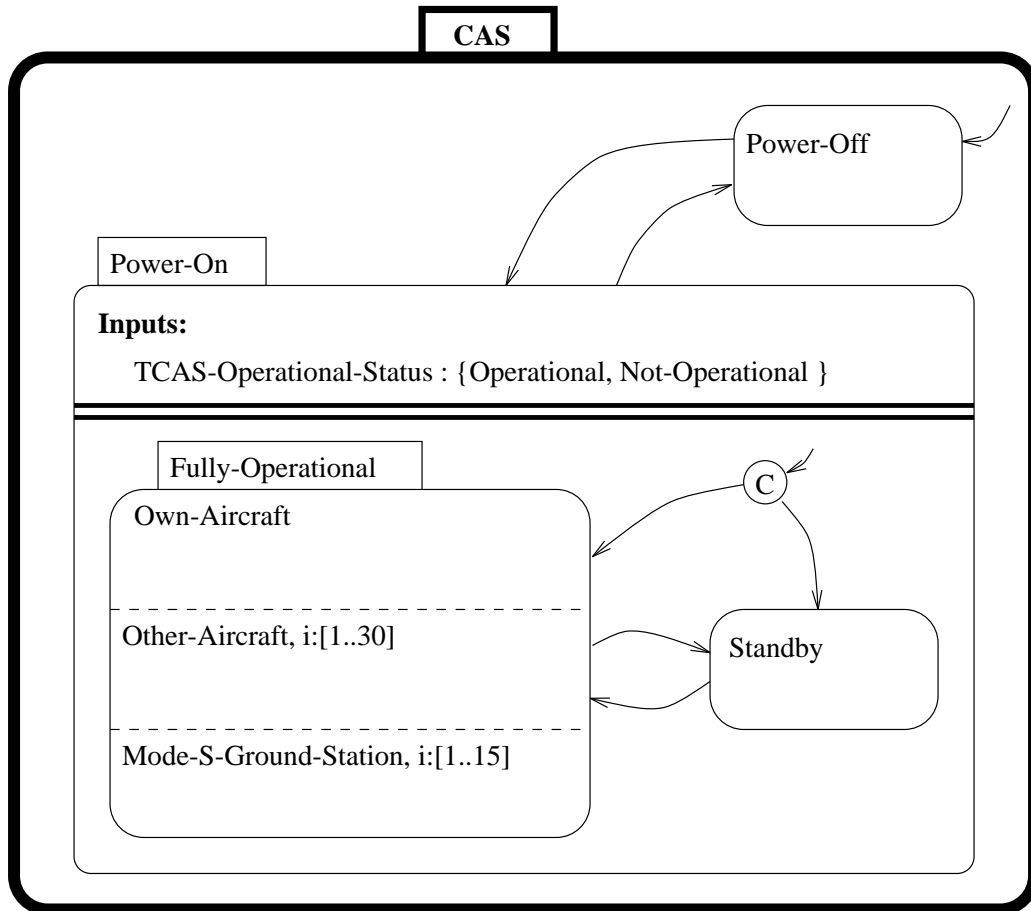 CAS
Power-Off
Power-On
Inputs:
TCAS-Operational-Status : {Operational, Not-Operational }
Fully-Operational
C
Own-Aircraft
Other-Aircraft, i:[1..30]
Standby
Mode-S-Ground-Station, i:[1..15]